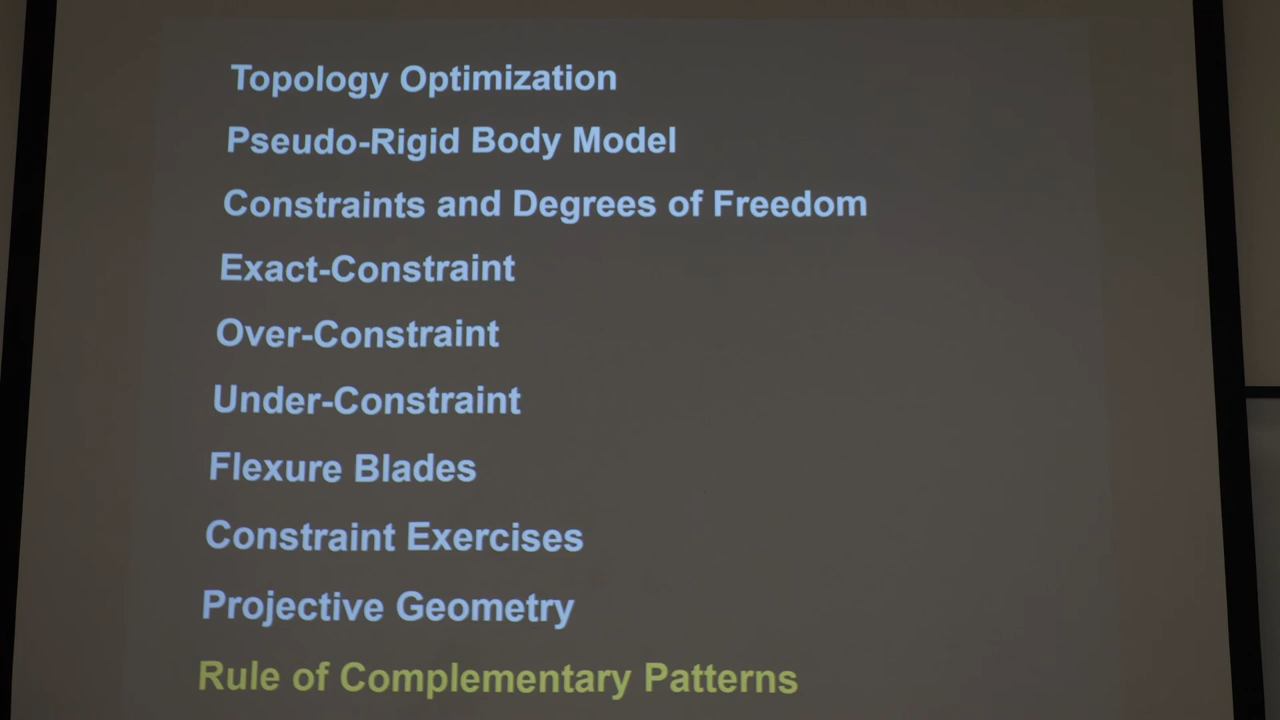 Topology Optimization
Pseudo-Rigid Body Model
Constraints and Degrees of Freedom
Exact-Constraint
Over-Constraint
Under-Constraint
Flexure Blades
Constraint Exercises
Projective Geometry
Rule of Complementary Patterns